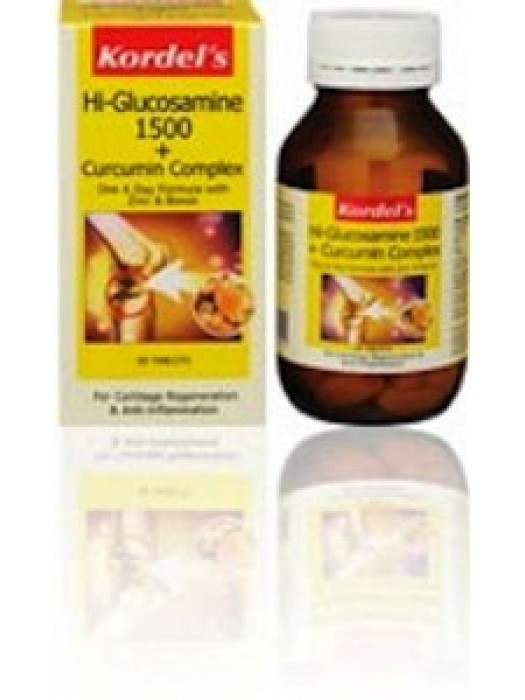 Kordel's
Hi-Glucosamine
1500
+
Curcumin Complex
One A Day Formula with
Zinc & Boron
TABLETS
For Cartilage Regeneration
& Anti-inflammation
Kordel's
Hi-Glucosamine 1500
+ Curcumin Complex